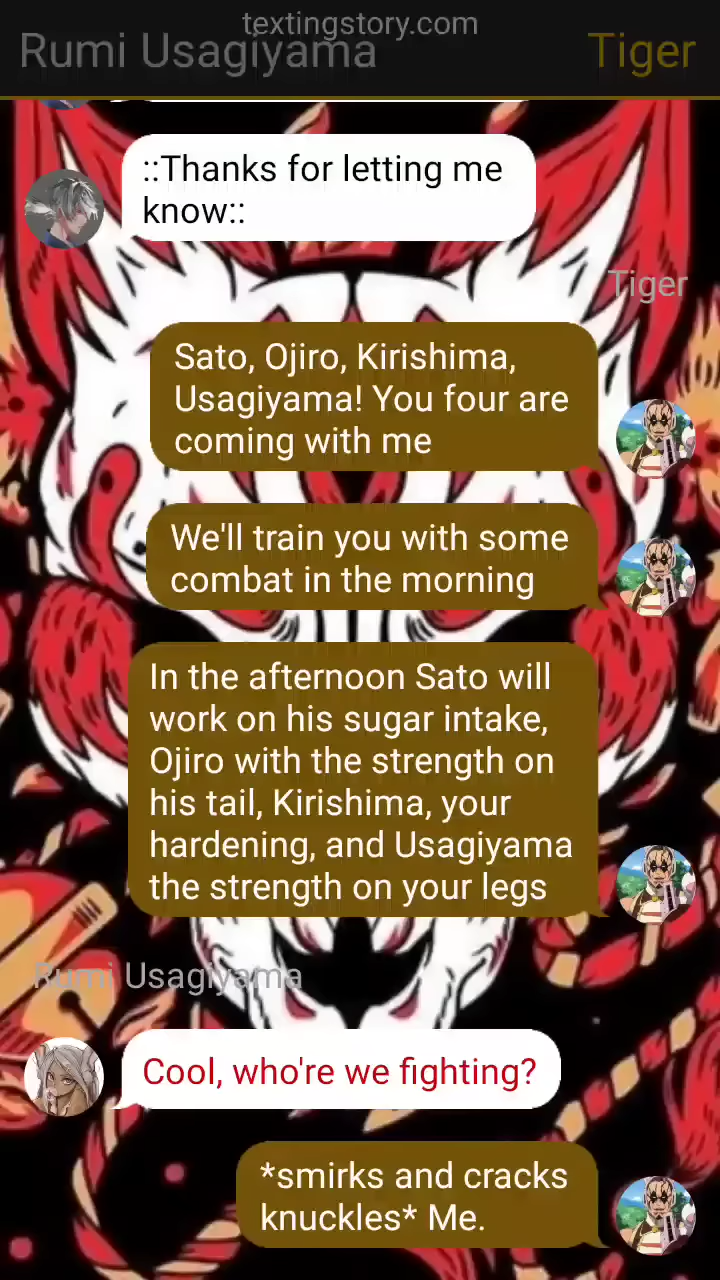 textingstory.com
Rumi Usagiyama
Tiger
::Thanks for letting me
know::
Tiger
Sato, Ojiro, Kirishima,
Usagiyama! You four are
coming with me
We'll train you with some
combat in the morning
In the afternoon Sato will
work on his sugar intake,
Ojiro with the strength on
his tail, Kirishima, your
hardening, and Usagiyama
the strength on your legs
Rumi Usagiyama
Cool, who're we fighting?
*smirks and cracks
knuckles* Me.